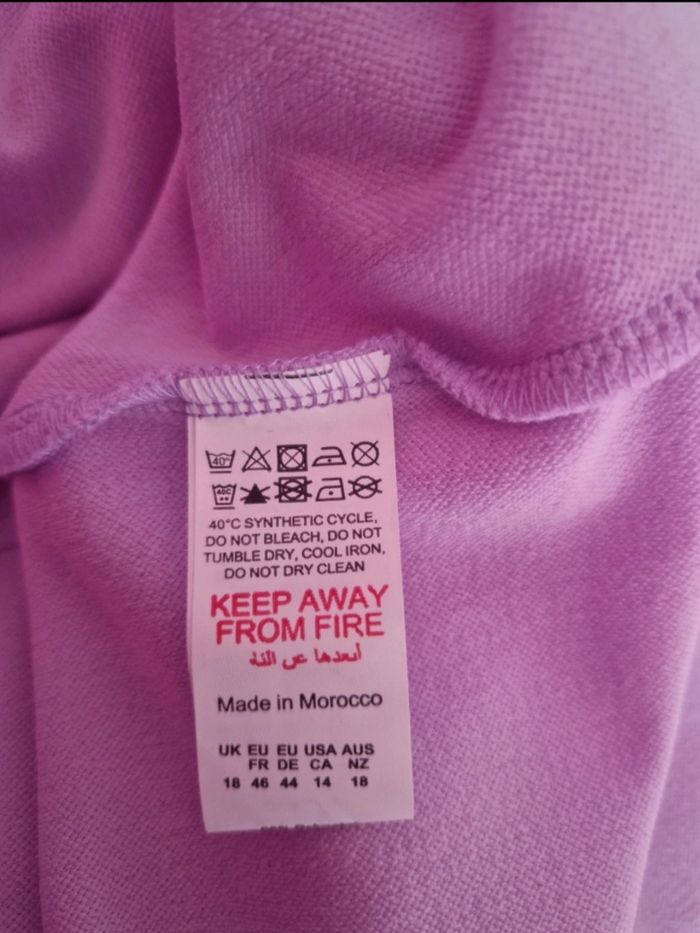 40°C SYNTHETIC CYCLE,
DO NOT BLEACH, DO NOT
TUMBLE DRY, COOL IRON,
DO NOT DRY CLEAN
KEEP AWAY
FROM FIRE
أبعدها عن
Made in Morocco
UK EU EU USA AUS
FR DE CA NZ
18 46 44 14 18